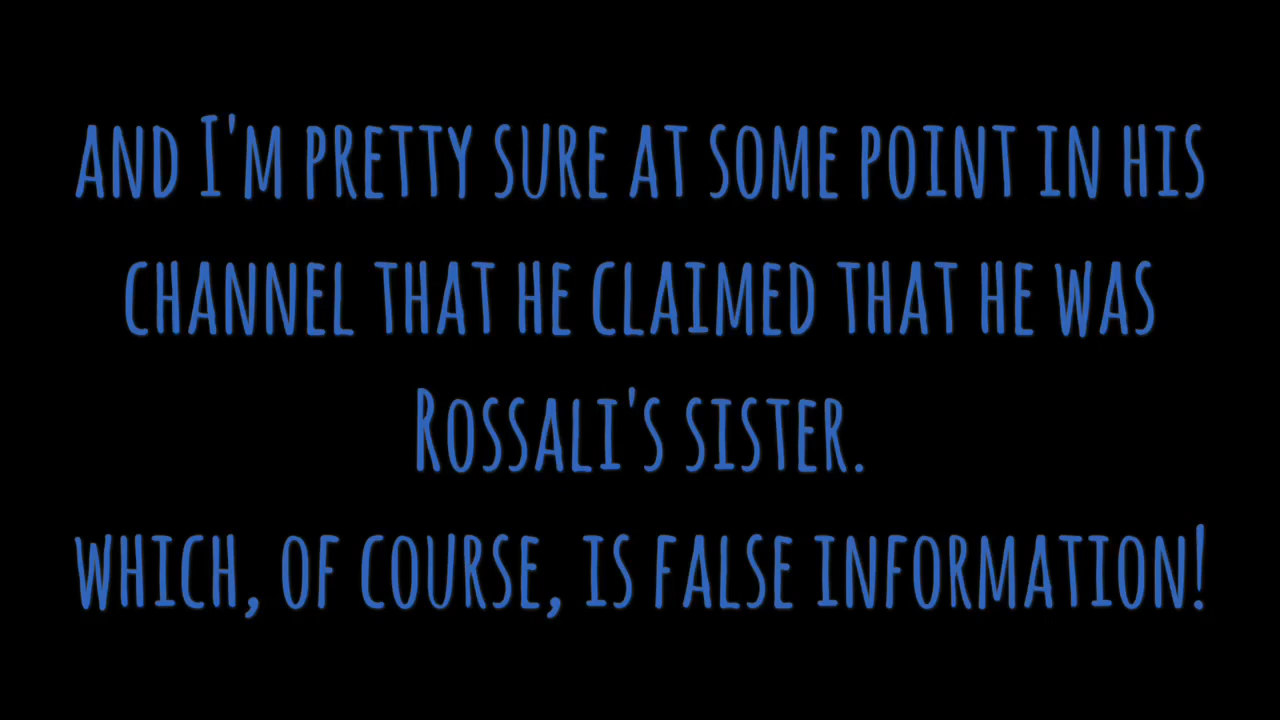 and I'm pretty sure at some point in his
channel that he claimed that he was
Rossali's sister.
which, of course, is false information!